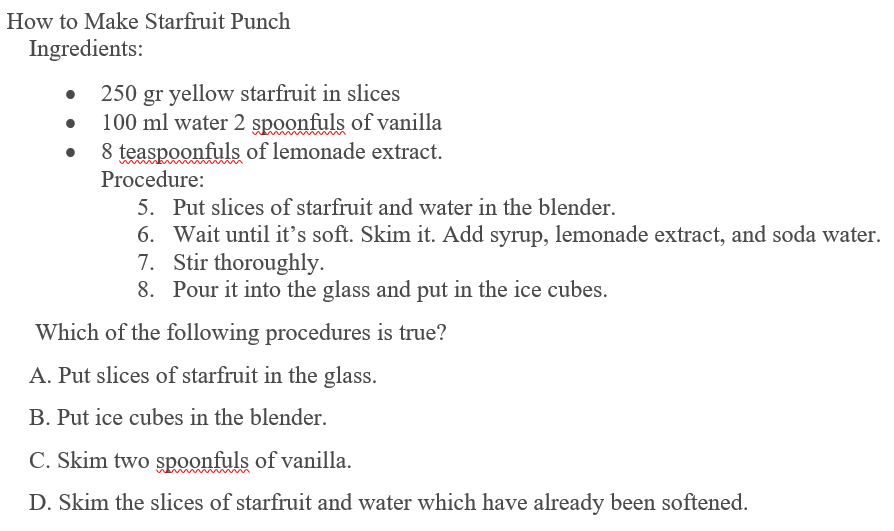 How to Make Starfruit Punch
Ingredients:
• 250 gr yellow starfruit in slices
• 100 ml water 2 spoonfuls of vanilla
• 8 teaspoonfuls of lemonade extract.
Procedure:
5. Put slices of starfruit and water in the blender.
6. Wait until it’s soft. Skim it. Add syrup, lemonade extract, and soda water.
7. Stir thoroughly.
8. Pour it into the glass and put in the ice cubes.
Which of the following procedures is true?
A. Put slices of starfruit in the glass.
B. Put ice cubes in the blender.
C. Skim two spoonfuls of vanilla.
D. Skim the slices of starfruit and water which have already been softened.